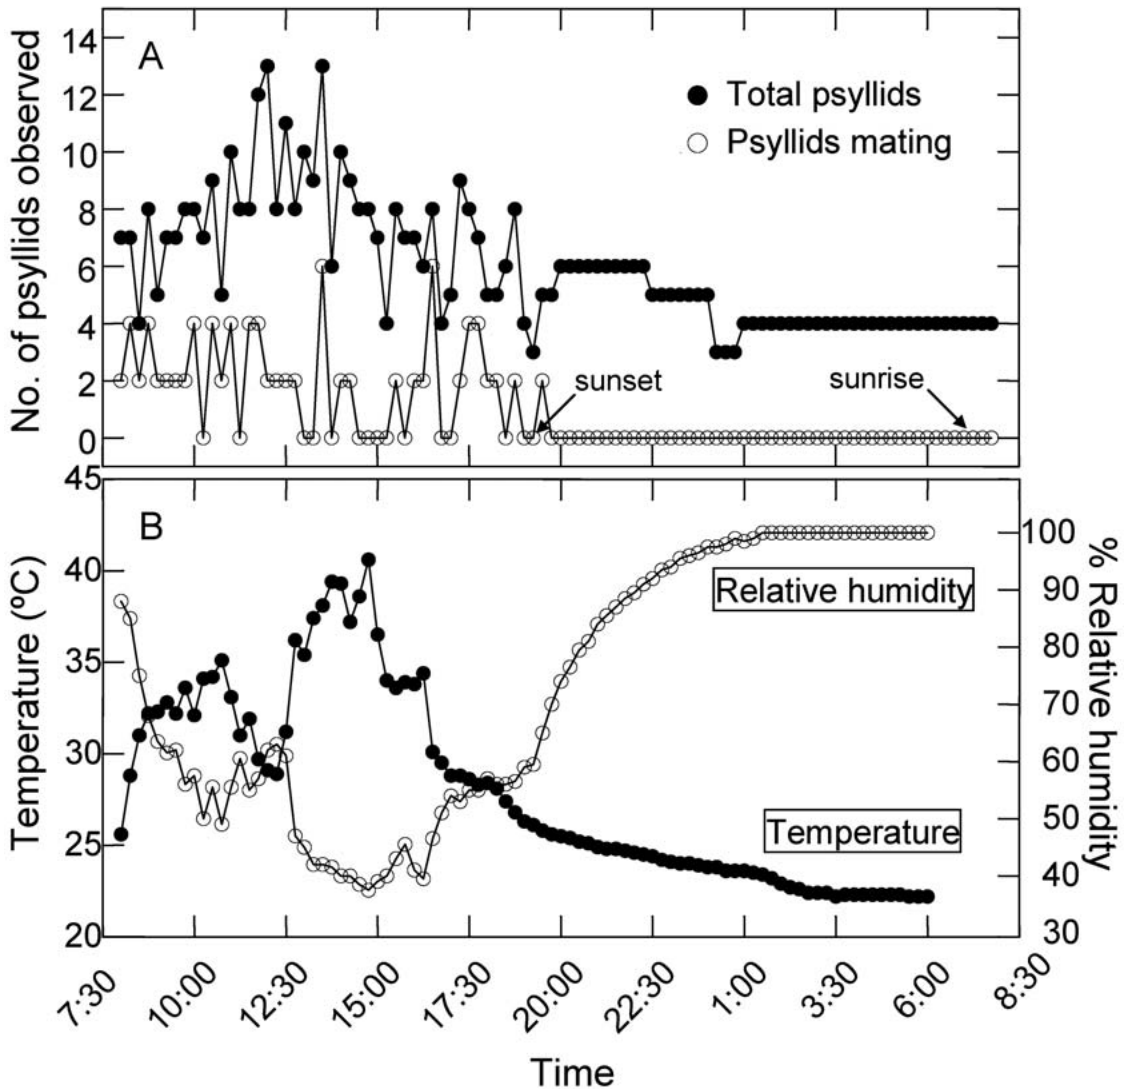 A
Total psyllids
Psyllids mating
No. of psyllids observed
14
12
10
8
6
4
2
0
sunset
sunrise
B
Temperature (ºC)
45
40
35
30
25
20
% Relative humidity
100
90
80
70
60
50
40
30
Relative humidity
Temperature
7:30
10:00
12:30
15:00
17:30
20:00
22:30
1:00
3:30
6:00
8:30
Time